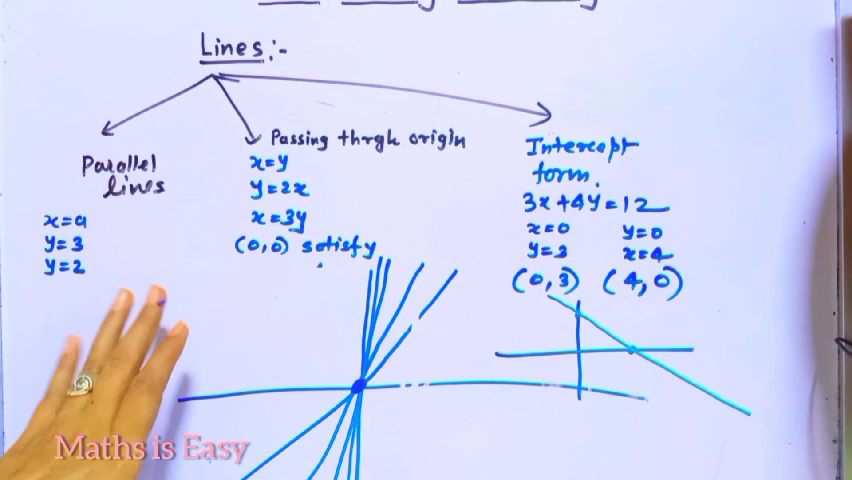 Lines:-
Parallel
lines
x=a
y=3
y=2
Passing thrgh origin
x=y
y=2x
x=3y
(0,0) satisfy
Intercept
form.
3x+4y=12
x=0 y=0
y=3 x=4
(0,3) (4,0)
Maths is Easy